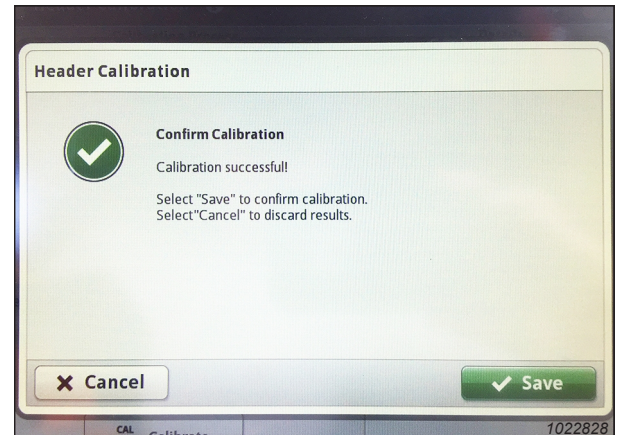 Header Calibration
Confirm Calibration
Calibration successful!
Select "Save" to confirm calibration.
Select"Cancel" to discard results.
Cancel
Save
CAL
Calibrate
1022828